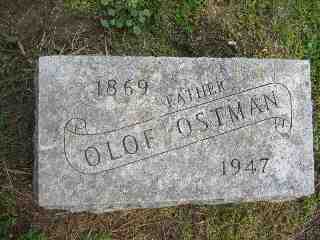 1869
FATHER
OLOF OSTMAN
1947